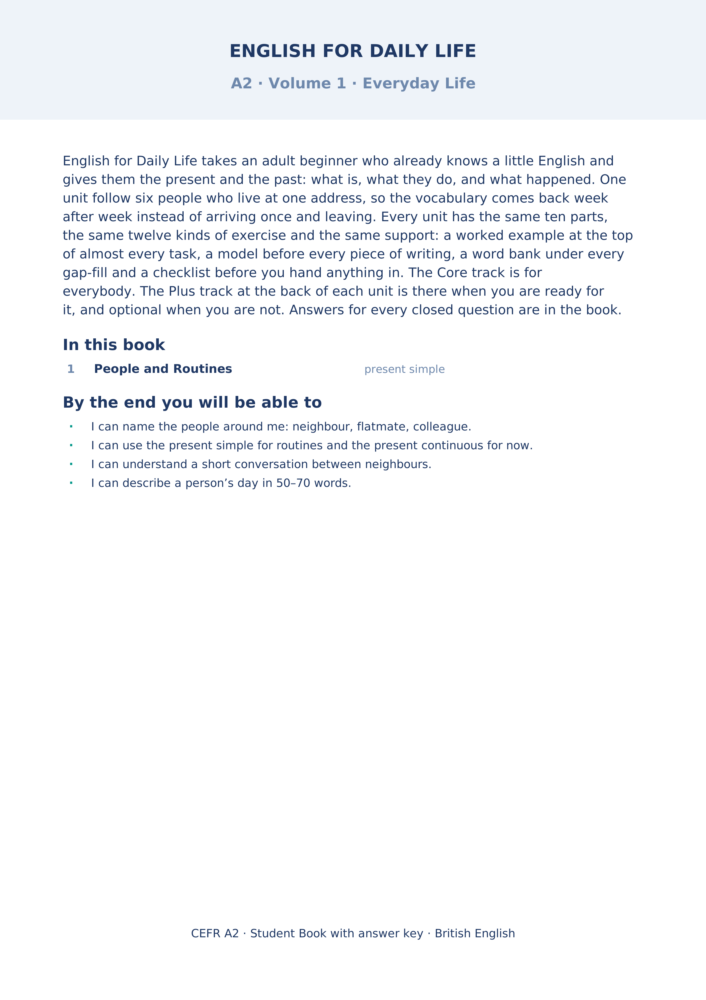 ENGLISH FOR DAILY LIFE
A2 · Volume 1 · Everyday Life
English for Daily Life takes an adult beginner who already knows a little English and
gives them the present and the past: what is, what they do, and what happened. One
unit follow six people who live at one address, so the vocabulary comes back week
after week instead of arriving once and leaving. Every unit has the same ten parts,
the same twelve kinds of exercise and the same support: a worked example at the top
of almost every task, a model before every piece of writing, a word bank under every
gap-fill and a checklist before you hand anything in. The Core track is for
everybody. The Plus track at the back of each unit is there when you are ready for
it, and optional when you are not. Answers for every closed question are in the book.
In this book
1 People and Routines present simple
By the end you will be able to
· I can name the people around me: neighbour, flatmate, colleague.
· I can use the present simple for routines and the present continuous for now.
· I can understand a short conversation between neighbours.
· I can describe a person’s day in 50–70 words.
CEFR A2 · Student Book with answer key · British English